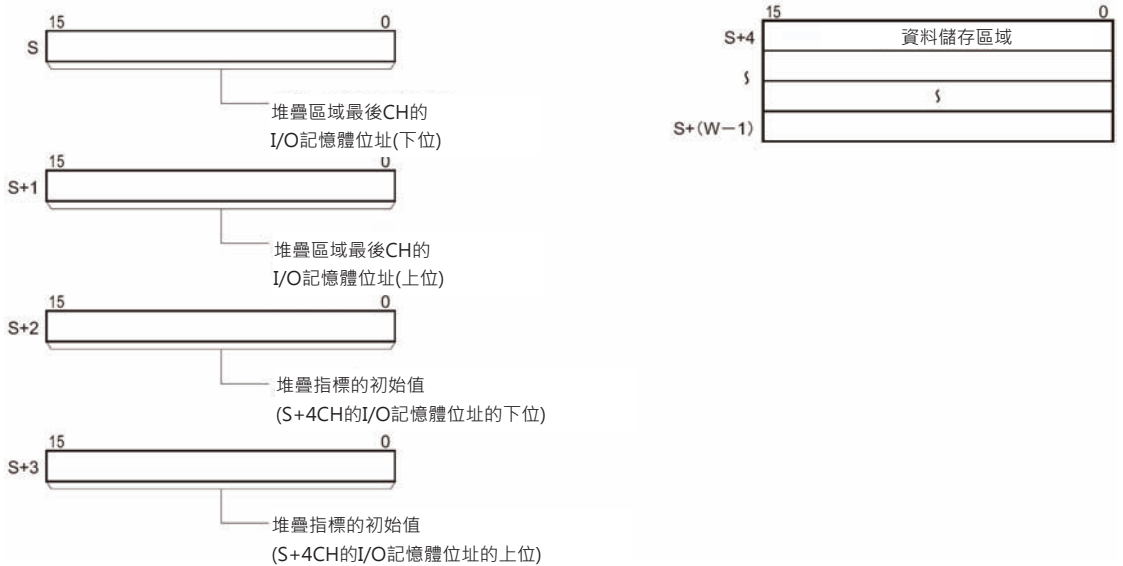 15 0
S
堆疊區域最後CH的
I/O記憶體位址(下位)
15 0
S+1
堆疊區域最後CH的
I/O記憶體位址(上位)
15 0
S+2
堆疊指標的初始值
(S+4CH的I/O記憶體位址的下位)
15 0
S+3
堆疊指標的初始值
(S+4CH的I/O記憶體位址的上位)
15 0
S+4 資料儲存區域
S+(W−1)